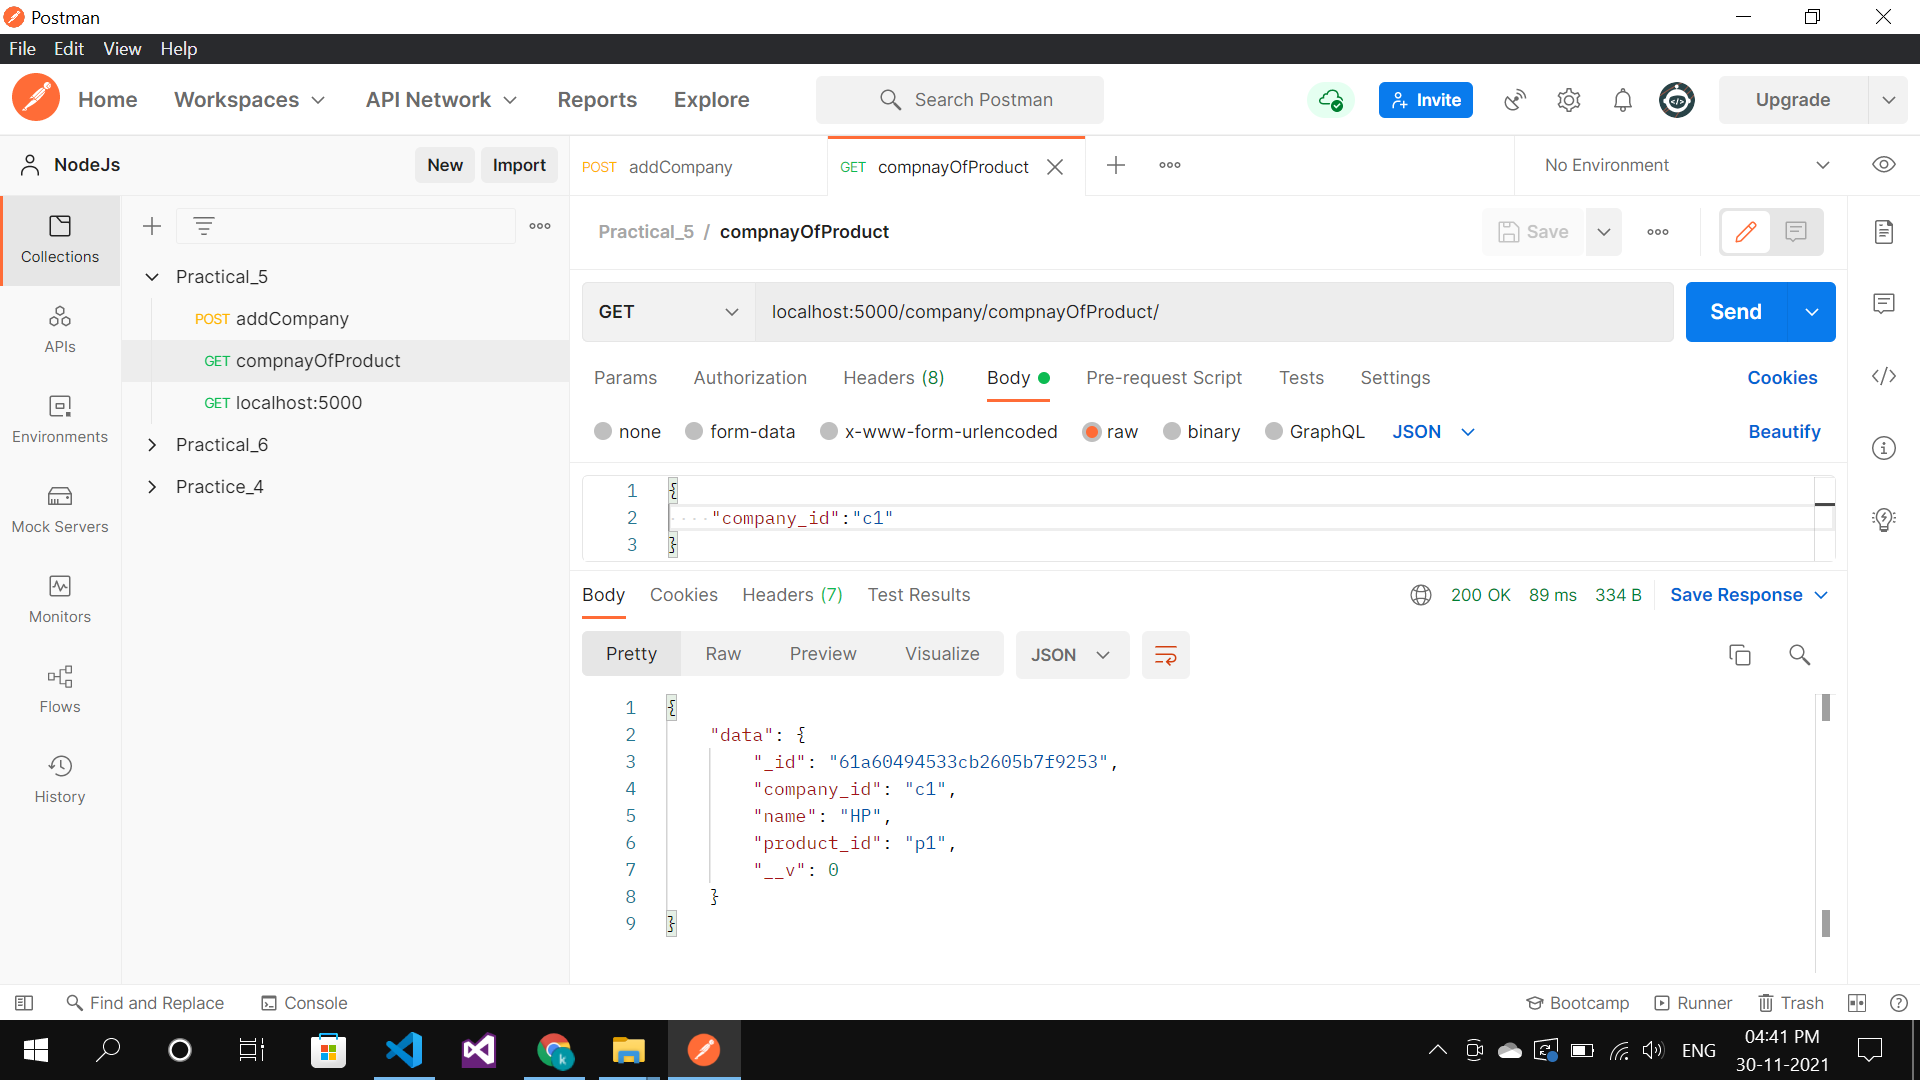 Postman
File Edit View Help
Home Workspaces API Network Reports Explore Search Postman Invite Upgrade
NodeJs New Import POST addCompany GET compnayOfProduct No Environment
Practical_5 / compnayOfProduct Save
Collections
APIs
Environments
Mock Servers
Monitors
Flows
History
Practical_5
POST addCompany
GET compnayOfProduct
GET localhost:5000
Practical_6
Practice_4
GET localhost:5000/company/compnayOfProduct/ Send
Params Authorization Headers (8) Body Pre-request Script Tests Settings Cookies
none form-data x-www-form-urlencoded raw binary GraphQL JSON Beautify
1 {
2 "company_id":"c1"
3 }
Body Cookies Headers (7) Test Results 200 OK 89 ms 334 B Save Response
Pretty Raw Preview Visualize JSON
1 {
2 "data": {
3 "_id": "61a60494533cb2605b7f9253",
4 "company_id": "c1",
5 "name": "HP",
6 "product_id": "p1",
7 "__v": 0
8 }
9 }
Find and Replace Console Bootcamp Runner Trash
k
ENG
04:41 PM
30-11-2021